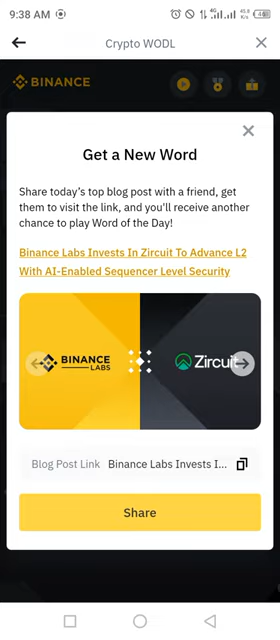 9:38 AM
4G
45.8
K/s
Crypto WODL
BINANCE
Get a New Word
Share today's top blog post with a friend, get
them to visit the link, and you'll receive another
chance to play Word of the Day!
Binance Labs Invests In Zircuit To Advance L2
With AI-Enabled Sequencer Level Security
BINANCE
LABS
Zircuit
Blog Post Link Binance Labs Invests I...
Share